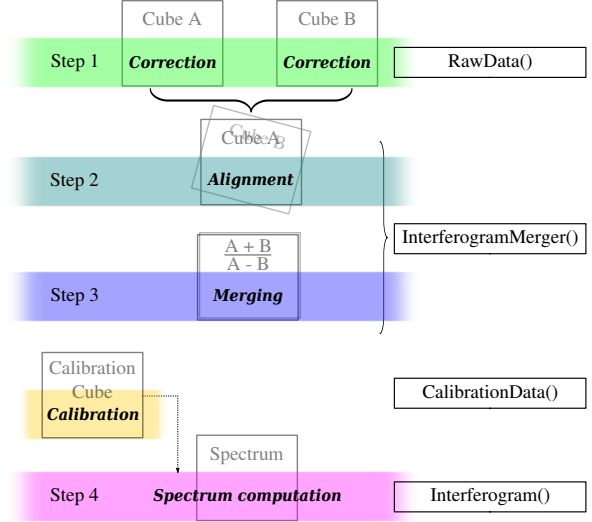 Cube A
Cube B
Step 1
Correction
Correction
RawData()
Cube B
Cube A
Step 2
Alignment
InterferogramMerger()
A + B
A - B
Step 3
Merging
Calibration
Cube
Calibration
CalibrationData()
Spectrum
Step 4
Spectrum computation
Interferogram()